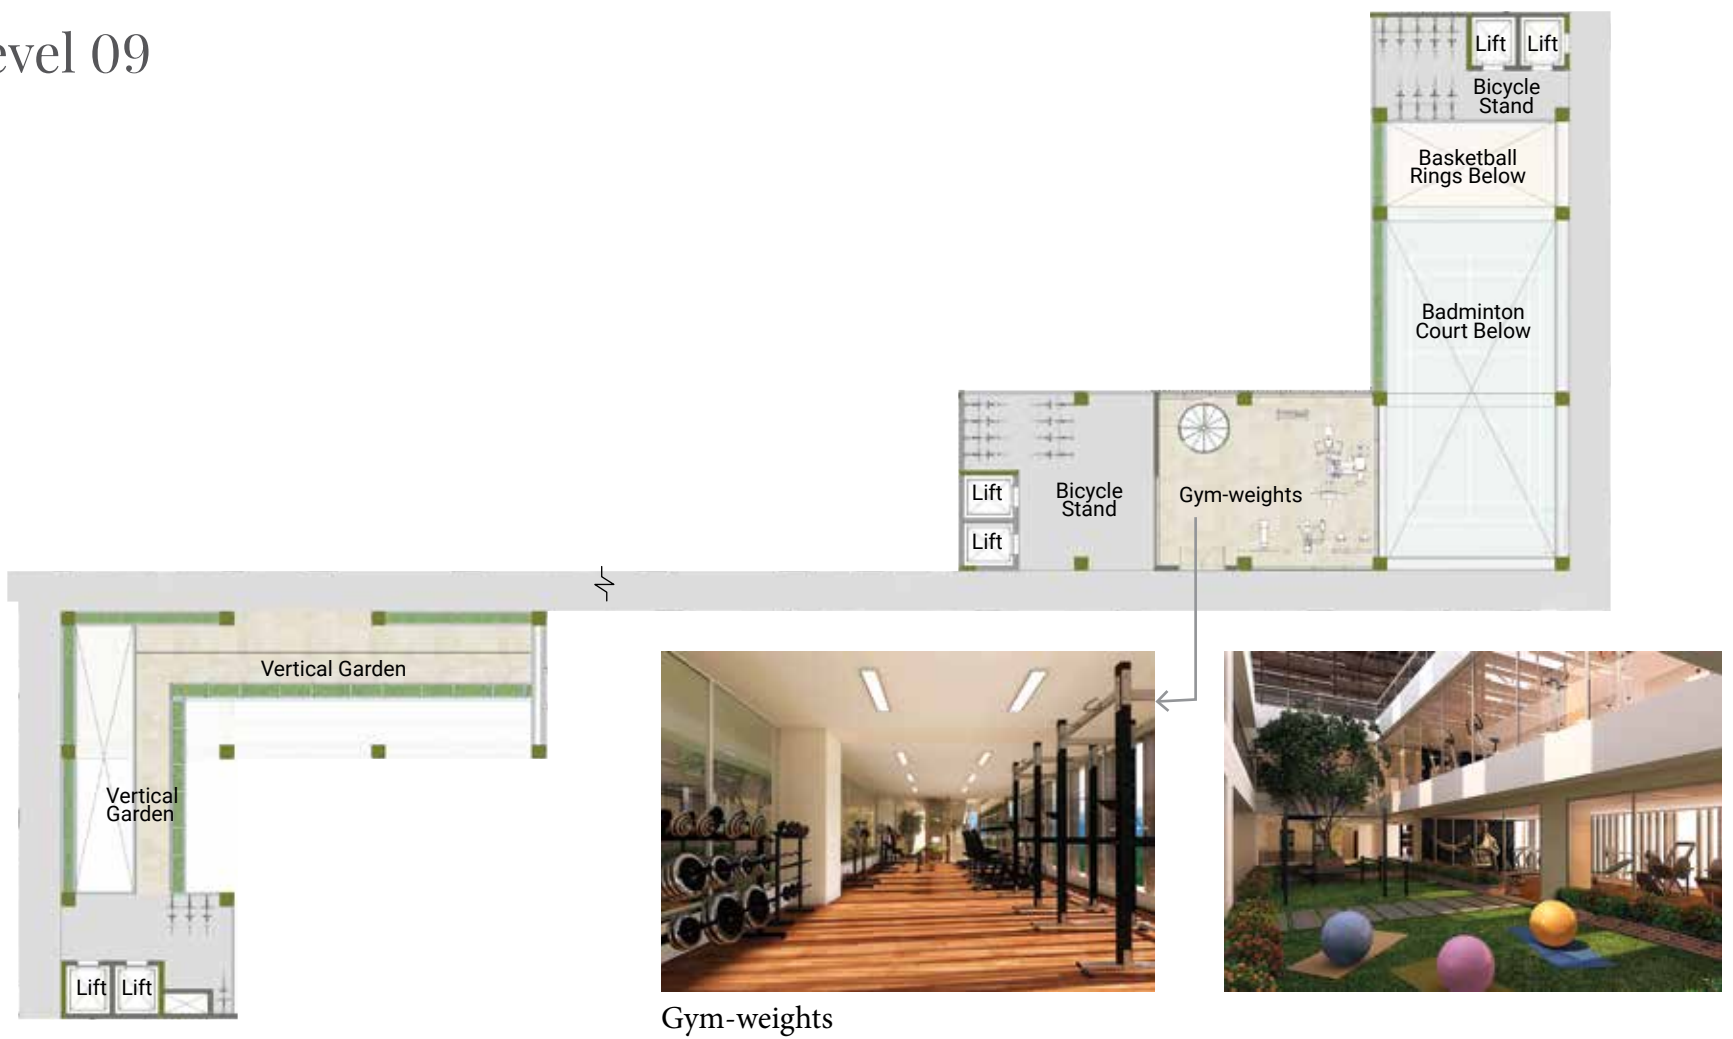 evel 09
Lift Lift
Bicycle
Stand
Basketball
Rings Below
Badminton
Court Below
Lift
Lift
Bicycle
Stand
Gym-weights
Vertical Garden
Vertical
Garden
Lift Lift
Gym-weights